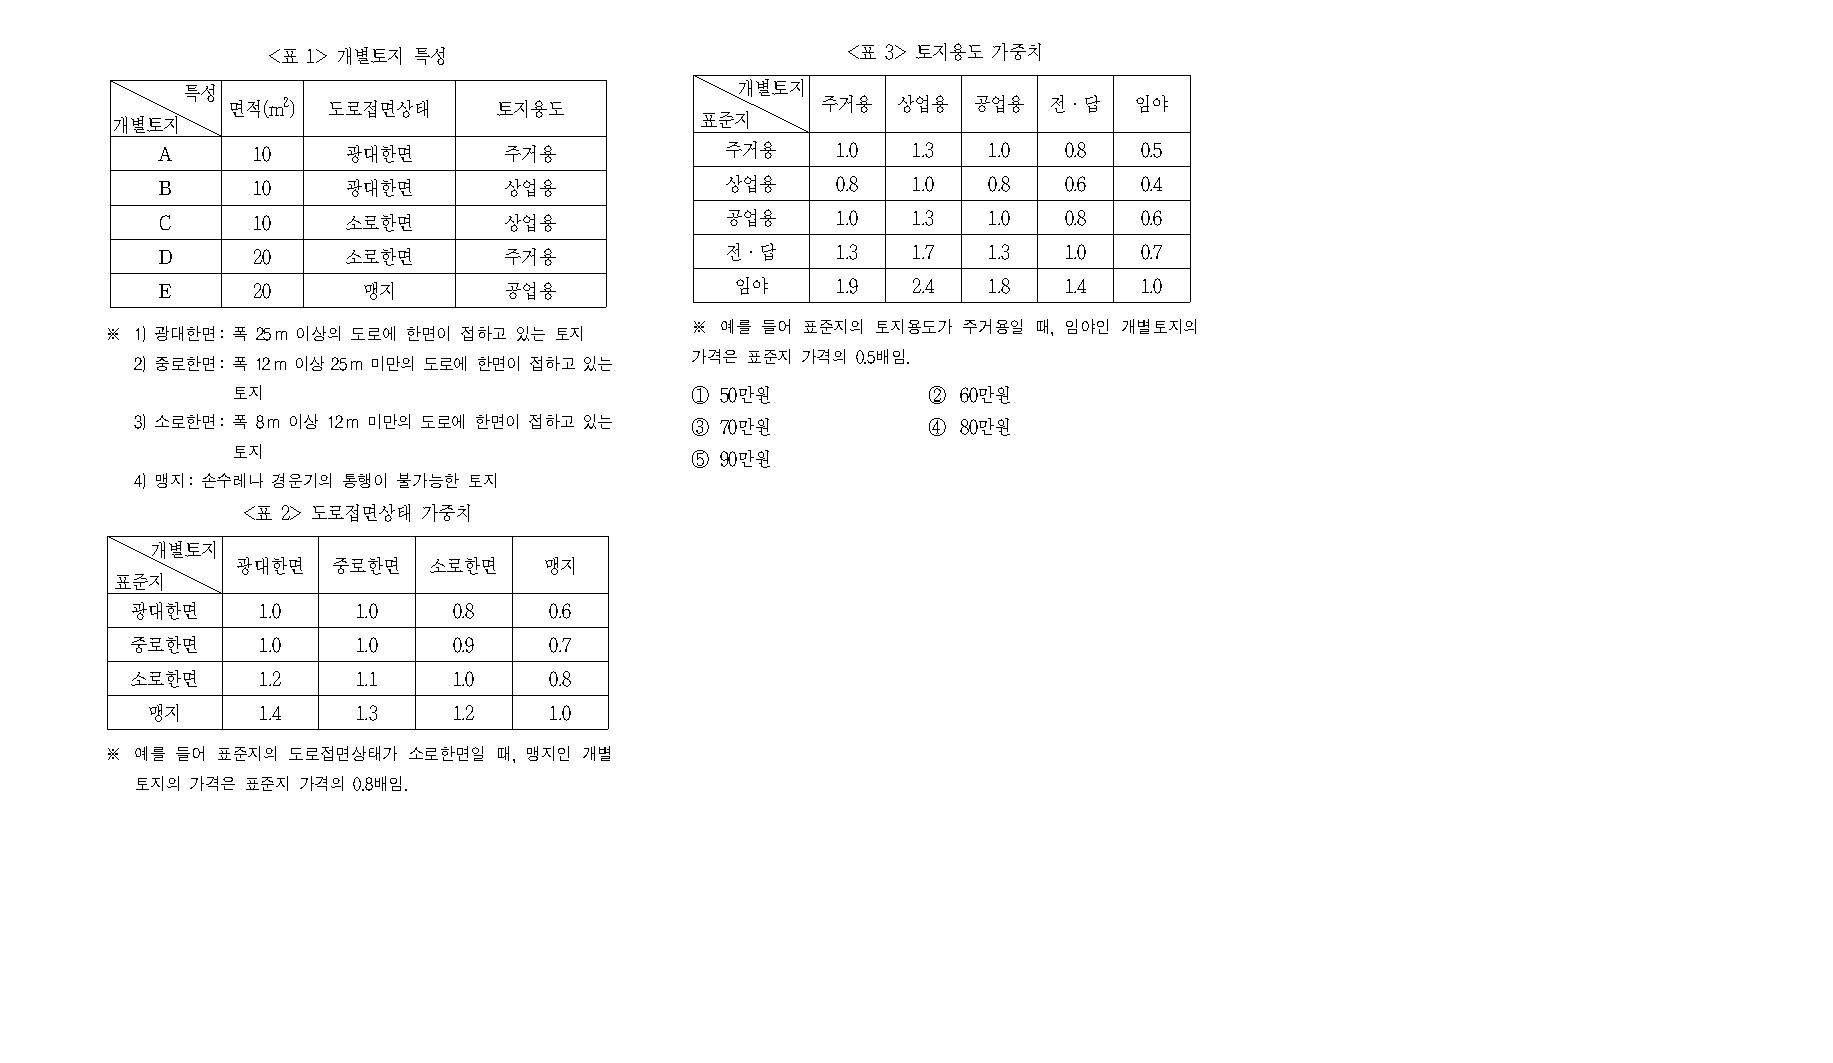 <표 1> 개별토지 특성
특성
개별토지 면적(m²) 도로접면상태 토지용도
A 10 광대한면 주거용
B 10 광대한면 상업용
C 10 소로한면 상업용
D 20 소로한면 주거용
E 20 맹지 공업용
※ 1) 광대한면 : 폭 25m 이상의 도로에 한면이 접하고 있는 토지
2) 중로한면 : 폭 12m 이상 25m 미만의 도로에 한면이 접하고 있는
토지
3) 소로한면 : 폭 8m 이상 12m 미만의 도로에 한면이 접하고 있는
토지
4) 맹지 : 손수레나 경운기의 통행이 불가능한 토지
<표 2> 도로접면상태 가중치
개별토지
표준지 광대한면 중로한면 소로한면 맹지
광대한면 1.0 1.0 0.8 0.6
중로한면 1.0 1.0 0.9 0.7
소로한면 1.2 1.1 1.0 0.8
맹지 1.4 1.3 1.2 1.0
※ 예를 들어 표준지의 도로접면상태가 소로한면일 때, 맹지인 개별
토지의 가격은 표준지 가격의 0.8배임.
<표 3> 토지용도 가중치
개별토지
표준지 주거용 상업용 공업용 전·답 임야
주거용 1.0 1.3 1.0 0.8 0.5
상업용 0.8 1.0 0.8 0.6 0.4
공업용 1.0 1.3 1.0 0.8 0.6
전·답 1.3 1.7 1.3 1.0 0.7
임야 1.9 2.4 1.8 1.4 1.0
※ 예를 들어 표준지의 토지용도가 주거용일 때, 임야인 개별토지의
가격은 표준지 가격의 0.5배임.
① 50만원 ② 60만원
③ 70만원 ④ 80만원
⑤ 90만원